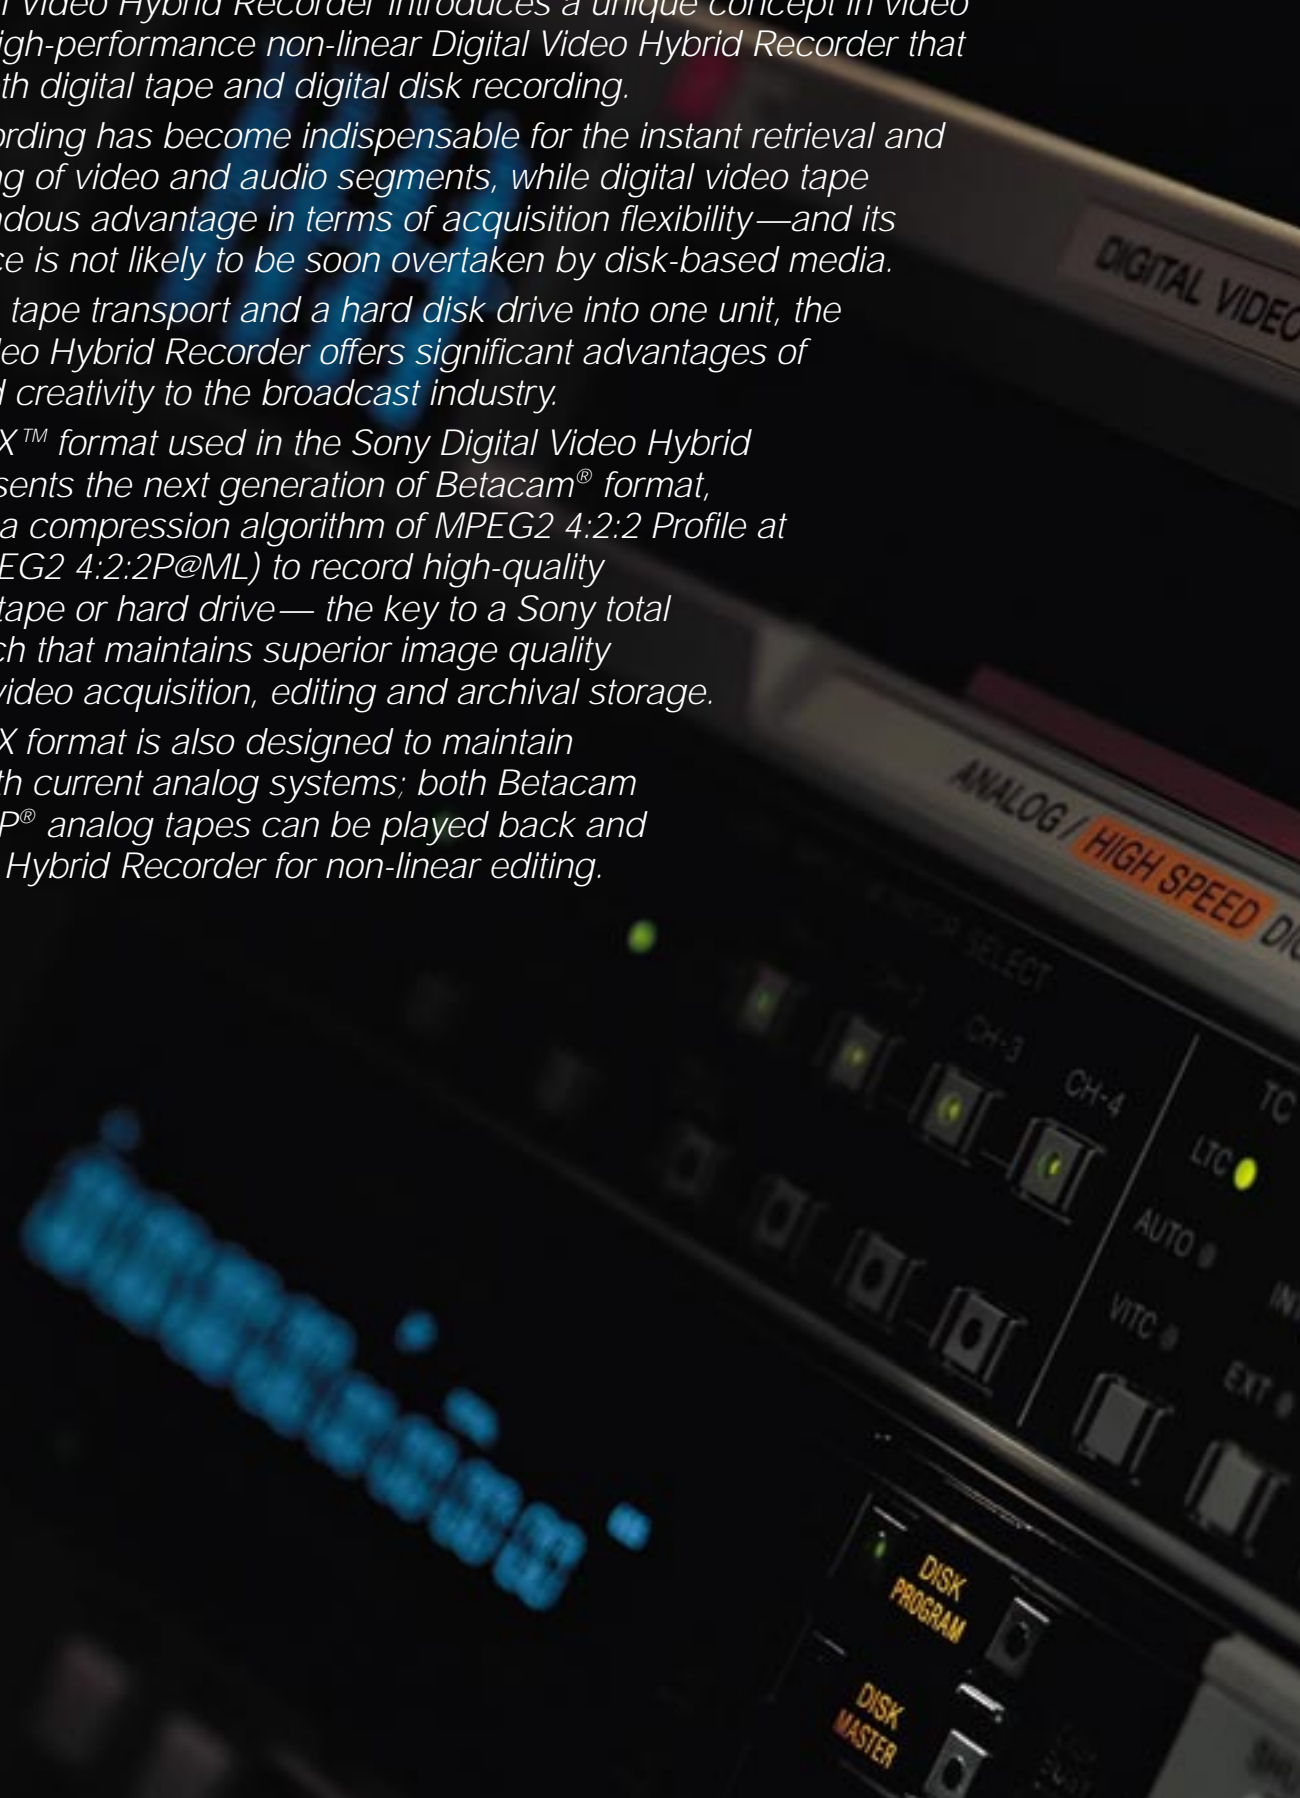 Video Hybrid Recorder introduces a unique concept in video
igh-performance non-linear Digital Video Hybrid Recorder that
th digital tape and digital disk recording.
ording has become indispensable for the instant retrieval and
ng of video and audio segments, while digital video tape
ndous advantage in terms of acquisition flexibility—and its
ce is not likely to be soon overtaken by disk-based media.
tape transport and a hard disk drive into one unit, the
deo Hybrid Recorder offers significant advantages of
d creativity to the broadcast industry.
X™ format used in the Sony Digital Video Hybrid
sents the next generation of Betacam® format,
a compression algorithm of MPEG2 4:2:2 Profile at
EG2 4:2:2P@ML) to record high-quality
tape or hard drive— the key to a Sony total
ch that maintains superior image quality
video acquisition, editing and archival storage.
X format is also designed to maintain
th current analog systems; both Betacam
P® analog tapes can be played back and
Hybrid Recorder for non-linear editing.
DIGITAL VIDEO
ANALOG / HIGH SPEED DIG
MONITOR SELECT
CH-3
CH-4
TC
LTC
AUTO
VITC
EXT
DISK
PROGRAM
DISK
MASTER